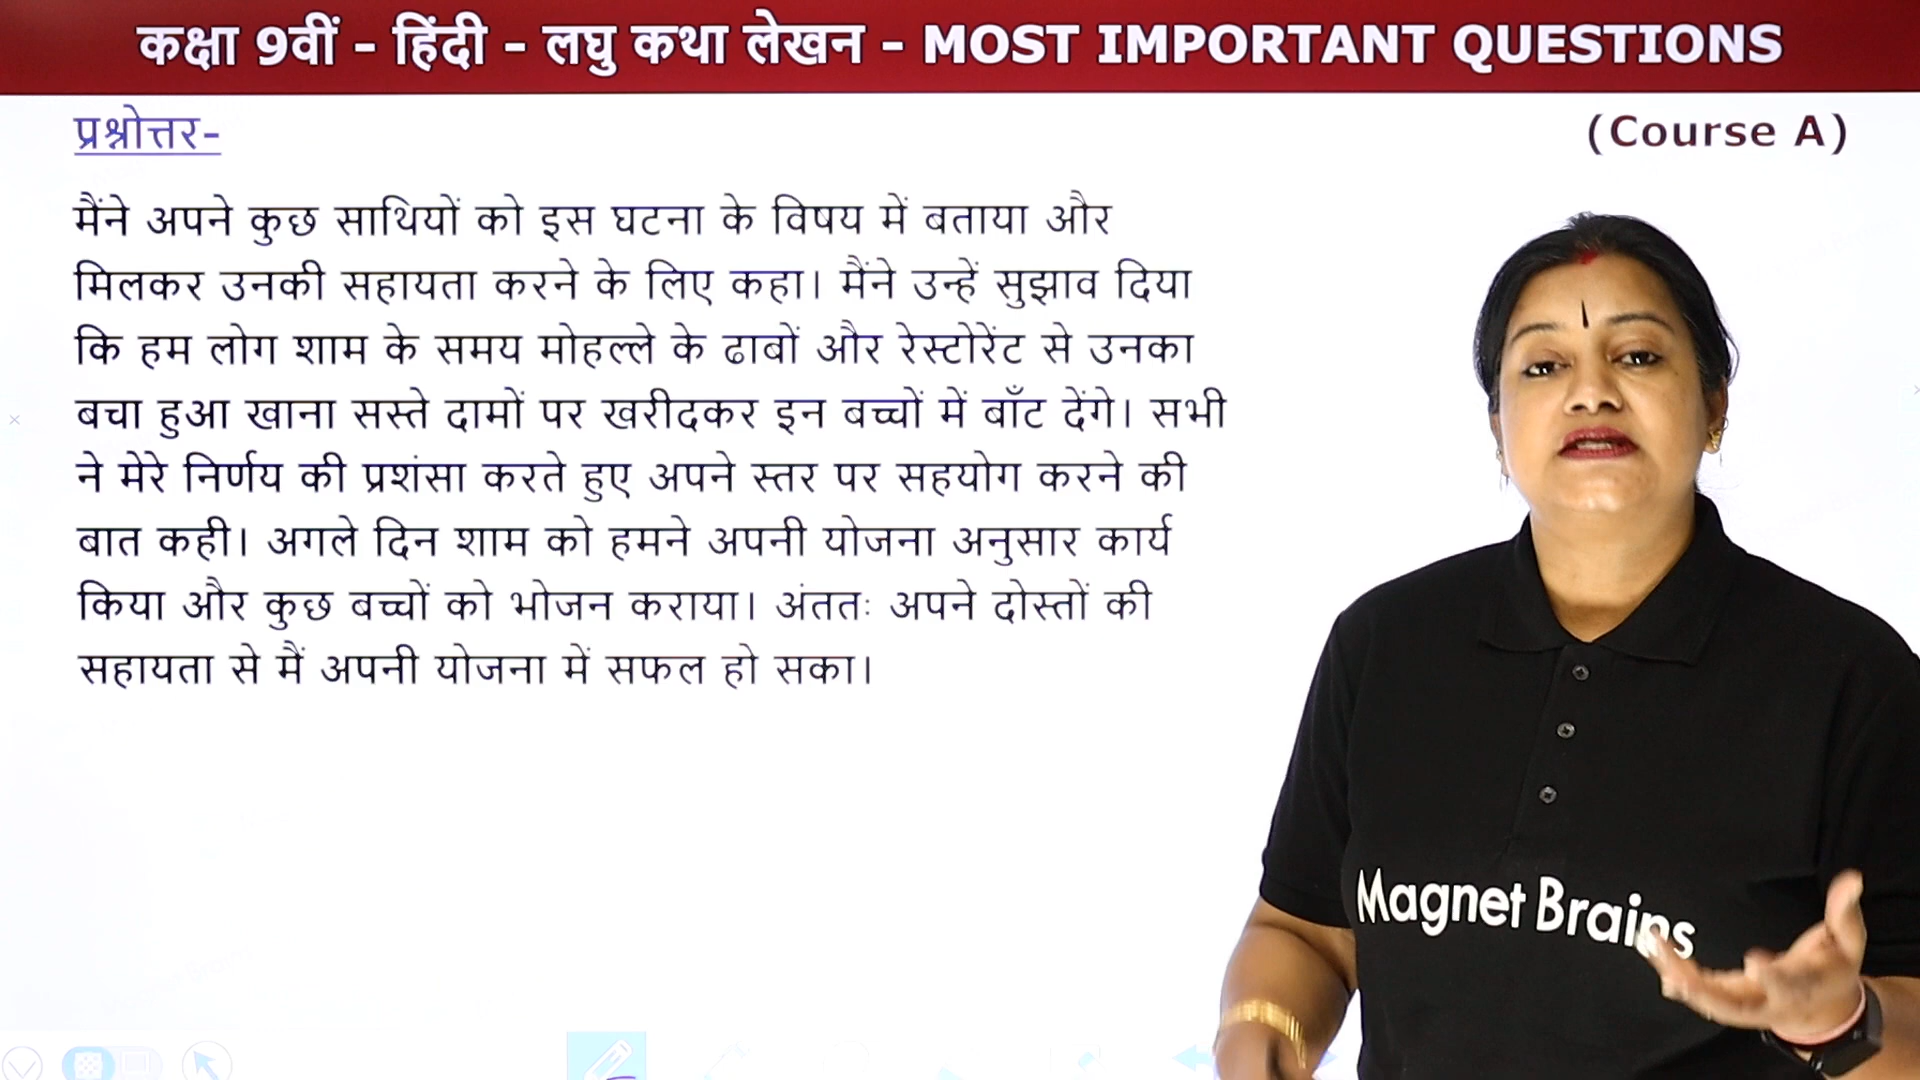 कक्षा 9वीं - हिंदी - लघु कथा लेखन - MOST IMPORTANT QUESTIONS
प्रश्नोत्तर-
(Course A)
मैंने अपने कुछ साथियों को इस घटना के विषय में बताया और
मिलकर उनकी सहायता करने के लिए कहा। मैंने उन्हें सुझाव दिया
कि हम लोग शाम के समय मोहल्ले के ढाबों और रेस्टोरेंट से उनका
बचा हुआ खाना सस्ते दामों पर खरीदकर इन बच्चों में बाँट देंगे। सभी
ने मेरे निर्णय की प्रशंसा करते हुए अपने स्तर पर सहयोग करने की
बात कही। अगले दिन शाम को हमने अपनी योजना अनुसार कार्य
किया और कुछ बच्चों को भोजन कराया। अंततः अपने दोस्तों की
सहायता से मैं अपनी योजना में सफल हो सका।
Magnet Brains